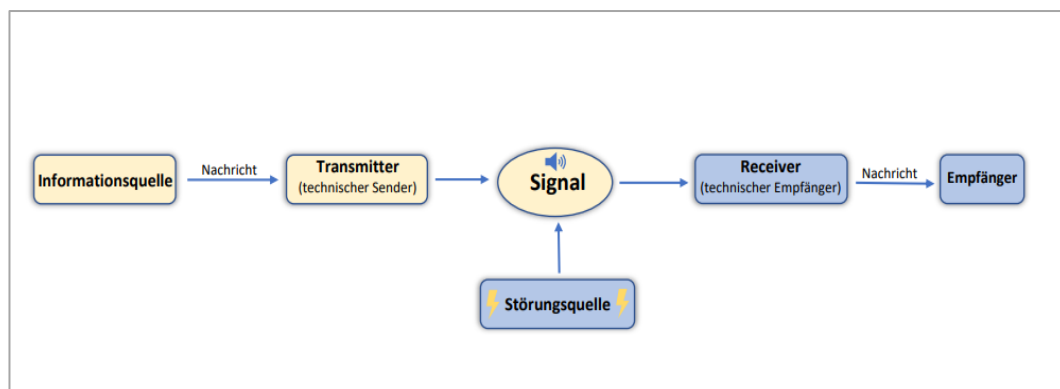 Informationsquelle
Nachricht
Transmitter
(technischer Sender)
Signal
Receiver
(technischer Empfänger)
Nachricht
Empfänger
Störungsquelle